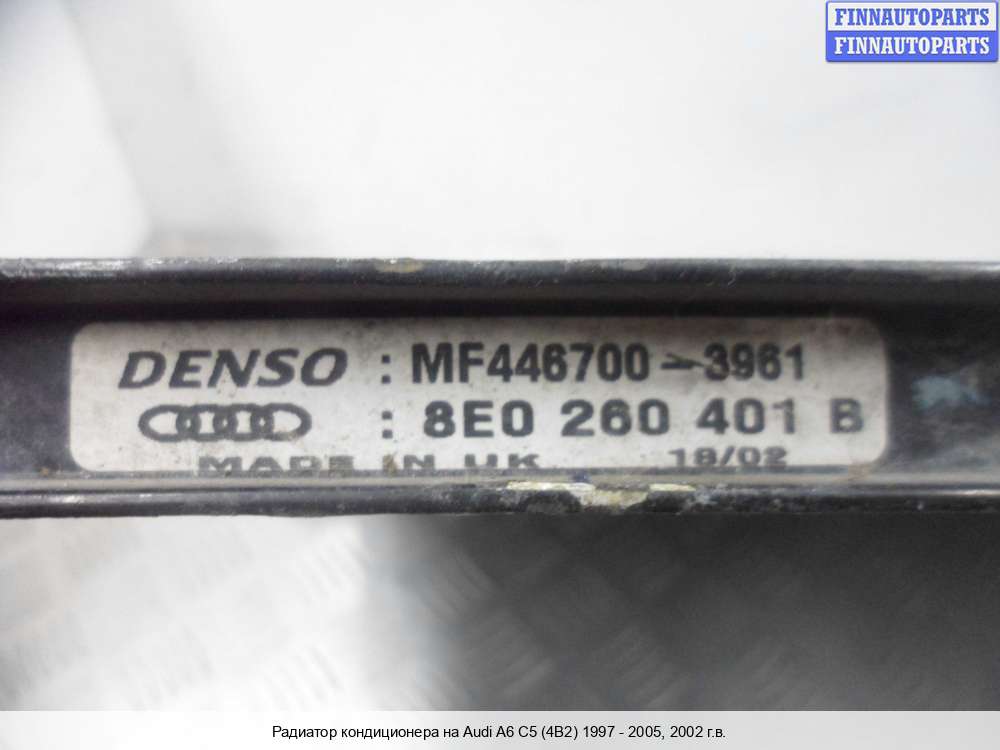 FINNAUTOPARTS
FINNAUTOPARTS
DENSO : MF446700-3961
: 8E0 260 401 B
MADE IN UK 18/02
Радиатор кондиционера на Audi A6 C5 (4B2) 1997 - 2005, 2002 г.в.